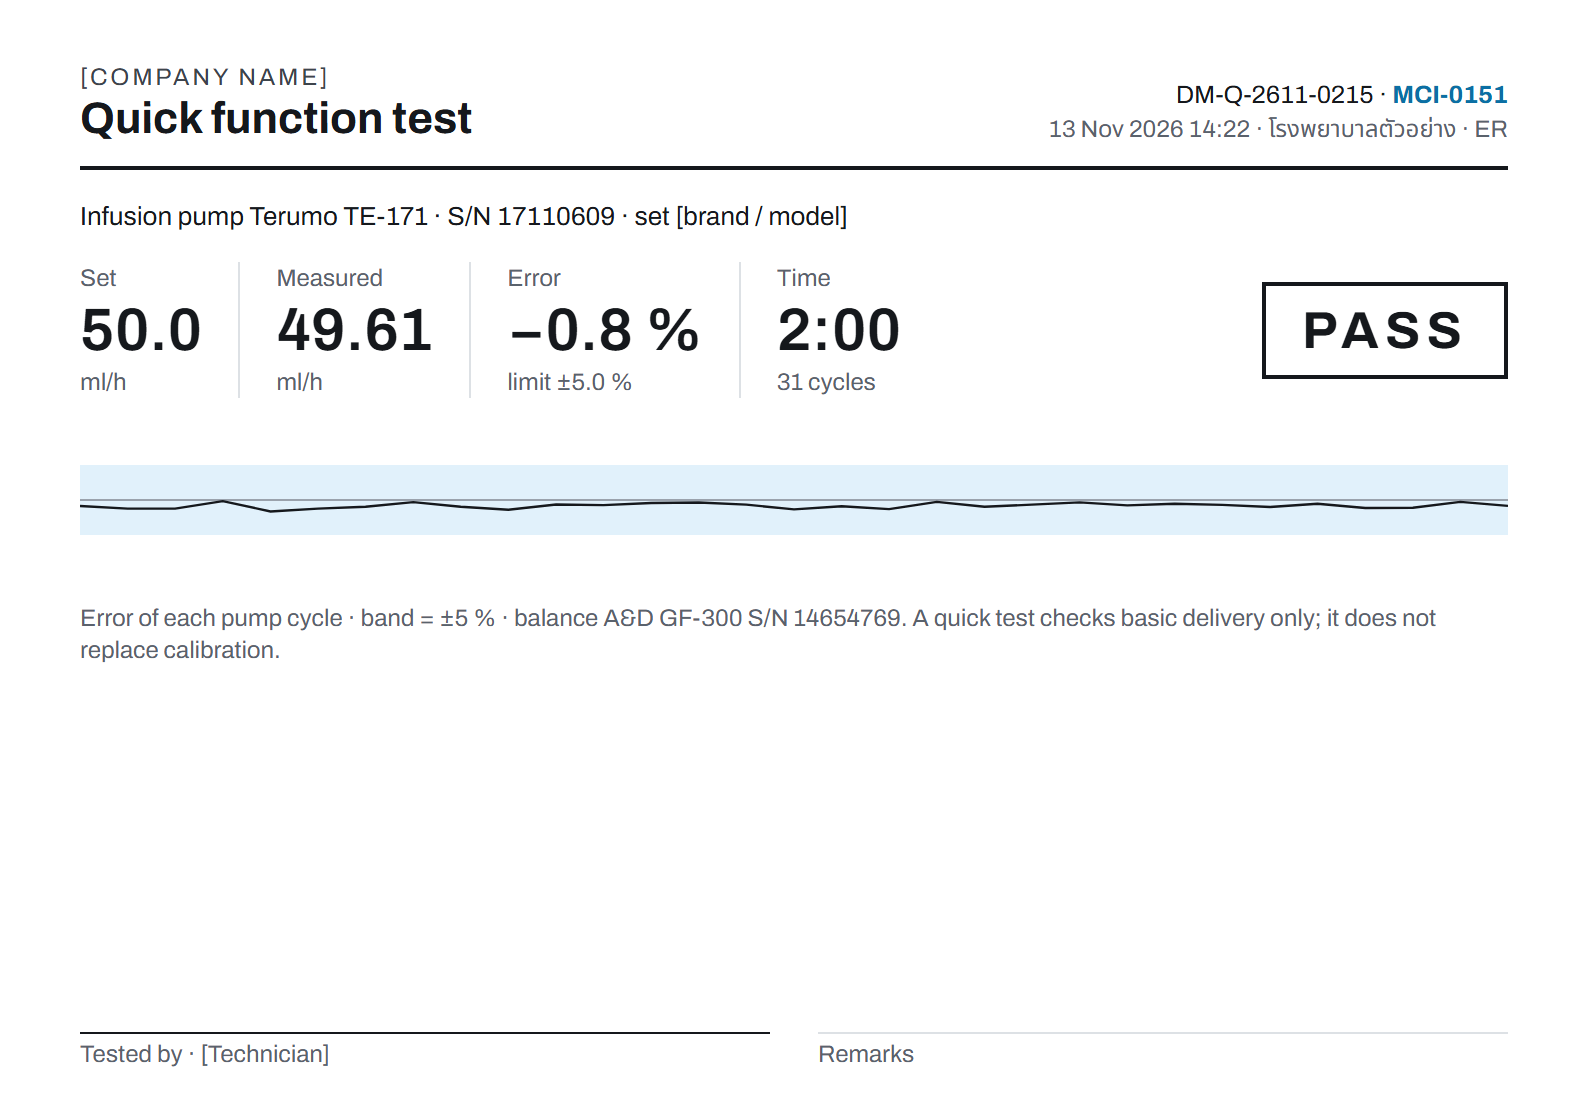 [COMPANY NAME]
Quick function test
DM-Q-2611-0215 · MCI-0151
13 Nov 2026 14:22 · โรงพยาบาลตัวอย่าง · ER
Infusion pump Terumo TE-171 · S/N 17110609 · set [brand / model]
Set
50.0
ml/h
Measured
49.61
ml/h
Error
−0.8 %
limit ±5.0 %
Time
2:00
31 cycles
PASS
Error of each pump cycle · band = ±5 % · balance A&D GF-300 S/N 14654769. A quick test checks basic delivery only; it does not
replace calibration.
Tested by · [Technician]
Remarks